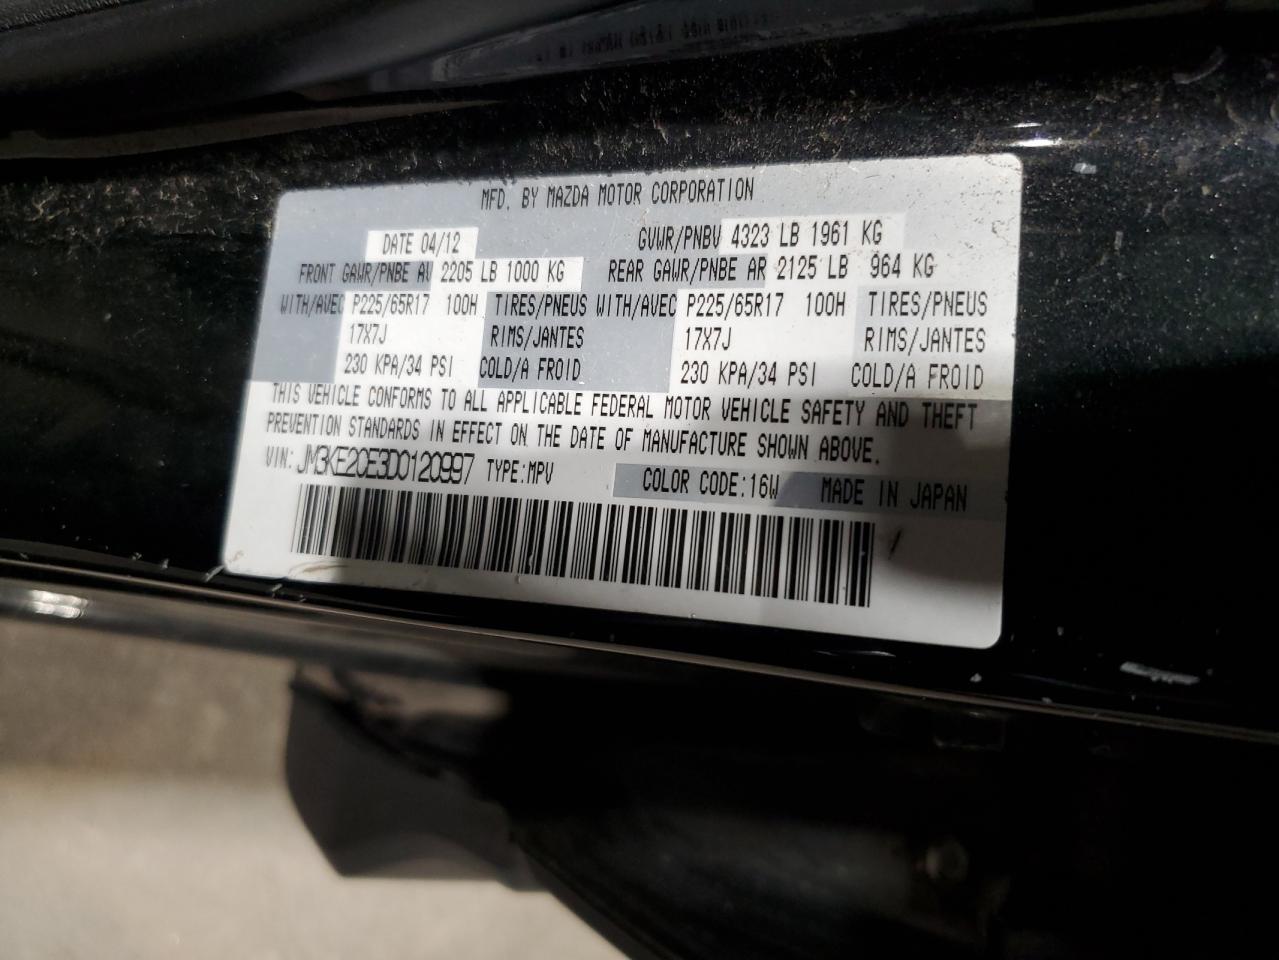 MFD. BY MAZDA MOTOR CORPORATION
DATE 04/12 GVWR/PNBV 4323 LB 1961 KG
FRONT GAWR/PNBE AV 2205 LB 1000 KG REAR GAWR/PNBE AR 2125 LB 964 KG
WITH/AVEC P225/65R17 100H TIRES/PNEUS WITH/AVEC P225/65R17 100H TIRES/PNEUS
17X7J RIMS/JANTES 17X7J RIMS/JANTES
230 KPA/34 PSI COLD/A FROID 230 KPA/34 PSI COLD/A FROID
THIS VEHICLE CONFORMS TO ALL APPLICABLE FEDERAL MOTOR VEHICLE SAFETY AND THEFT
PREVENTION STANDARDS IN EFFECT ON THE DATE OF MANUFACTURE SHOWN ABOVE.
VIN: JM3KE2CE3D0120997 TYPE:MPV COLOR CODE:16W MADE IN JAPAN